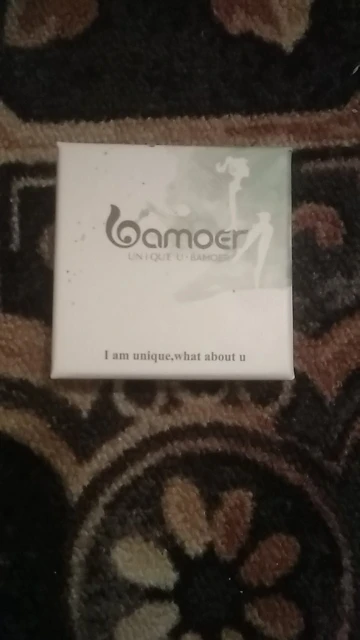 bamoer
UNIQUE U · BAMOER
I am unique,what about u